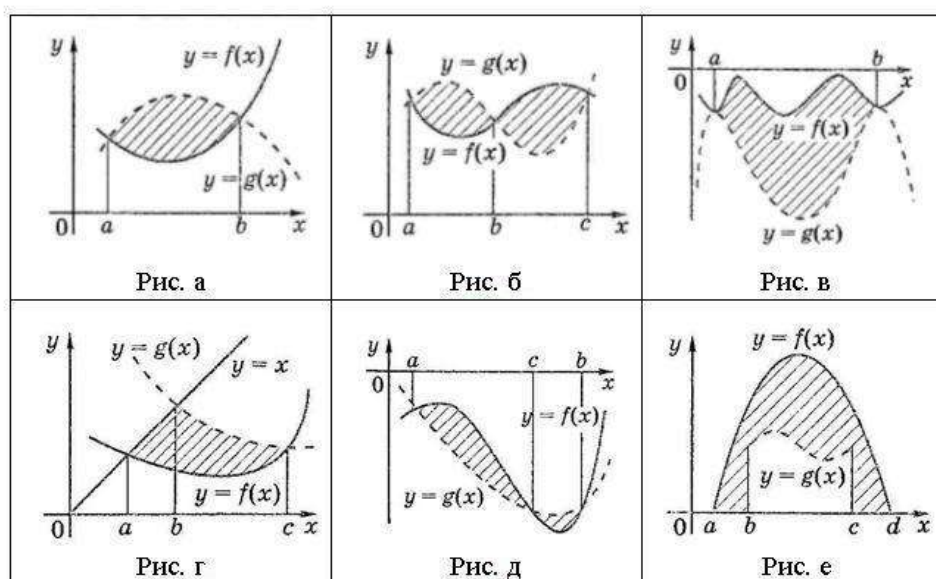 y
y = f(x)
y = g(x)
0
a
b
x
Рис. а
y
y = g(x)
y = f(x)
0
a
b
c
x
Рис. б
y
a
b
0
x
y = f(x)
y = g(x)
Рис. в
y
y = g(x)
y = x
y = f(x)
0
a
b
c
x
Рис. г
y
a
c
b
0
x
y = f(x)
y = g(x)
Рис. д
y
y = f(x)
y = g(x)
0
a
b
c
d
x
Рис. е